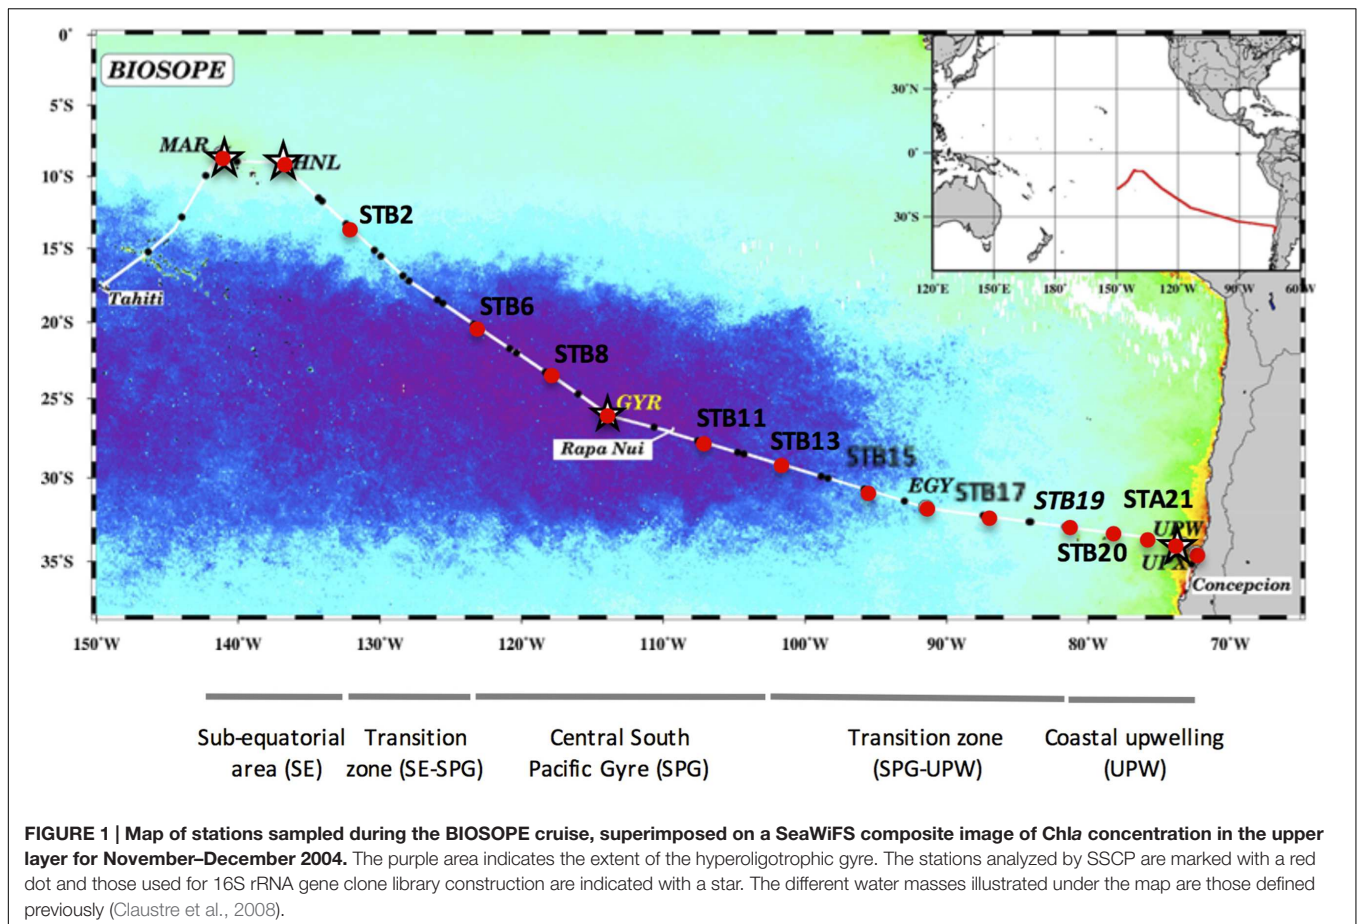 BIOSOPE
0°
5°S
10°S
15°S
20°S
25°S
30°S
35°S
150°W 140°W 130°W 120°W 110°W 100°W 90°W 80°W 70°W
30°N
0°
30°S
120°E 150°E 180° 150°W 120°W 90°W 60°W
MAR
HNL
STB2
Tahiti
STB6
STB8
GYR
Rapa Nui
STB11
STB13
STB15
EGY
STB17
STB19
STB20
STA21
UPW
UPX
Concepcion
Sub-equatorial
area (SE)
Transition
zone (SE-SPG)
Central South
Pacific Gyre (SPG)
Transition zone
(SPG-UPW)
Coastal upwelling
(UPW)
FIGURE 1 | Map of stations sampled during the BIOSOPE cruise, superimposed on a SeaWiFS composite image of Chla concentration in the upper
layer for November–December 2004. The purple area indicates the extent of the hyperoligotrophic gyre. The stations analyzed by SSCP are marked with a red
dot and those used for 16S rRNA gene clone library construction are indicated with a star. The different water masses illustrated under the map are those defined
previously (Claustre et al., 2008).